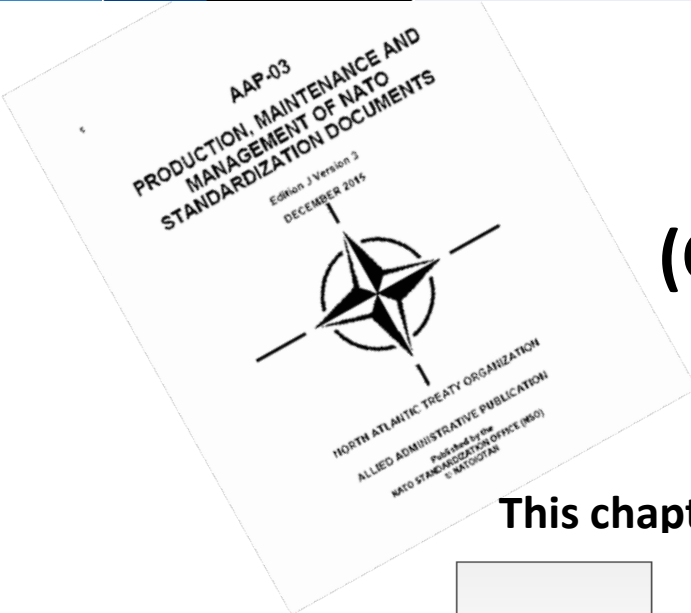 AAP-03
PRODUCTION, MAINTENANCE AND
MANAGEMENT OF NATO
STANDARDIZATION DOCUMENTS
Edition J Version 3
DECEMBER 2015
NORTH ATLANTIC TREATY ORGANIZATION
ALLIED ADMINISTRATIVE PUBLICATION
Published by the
NATO STANDARDIZATION OFFICE (NSO)
© NATO/OTAN
(
This chapt